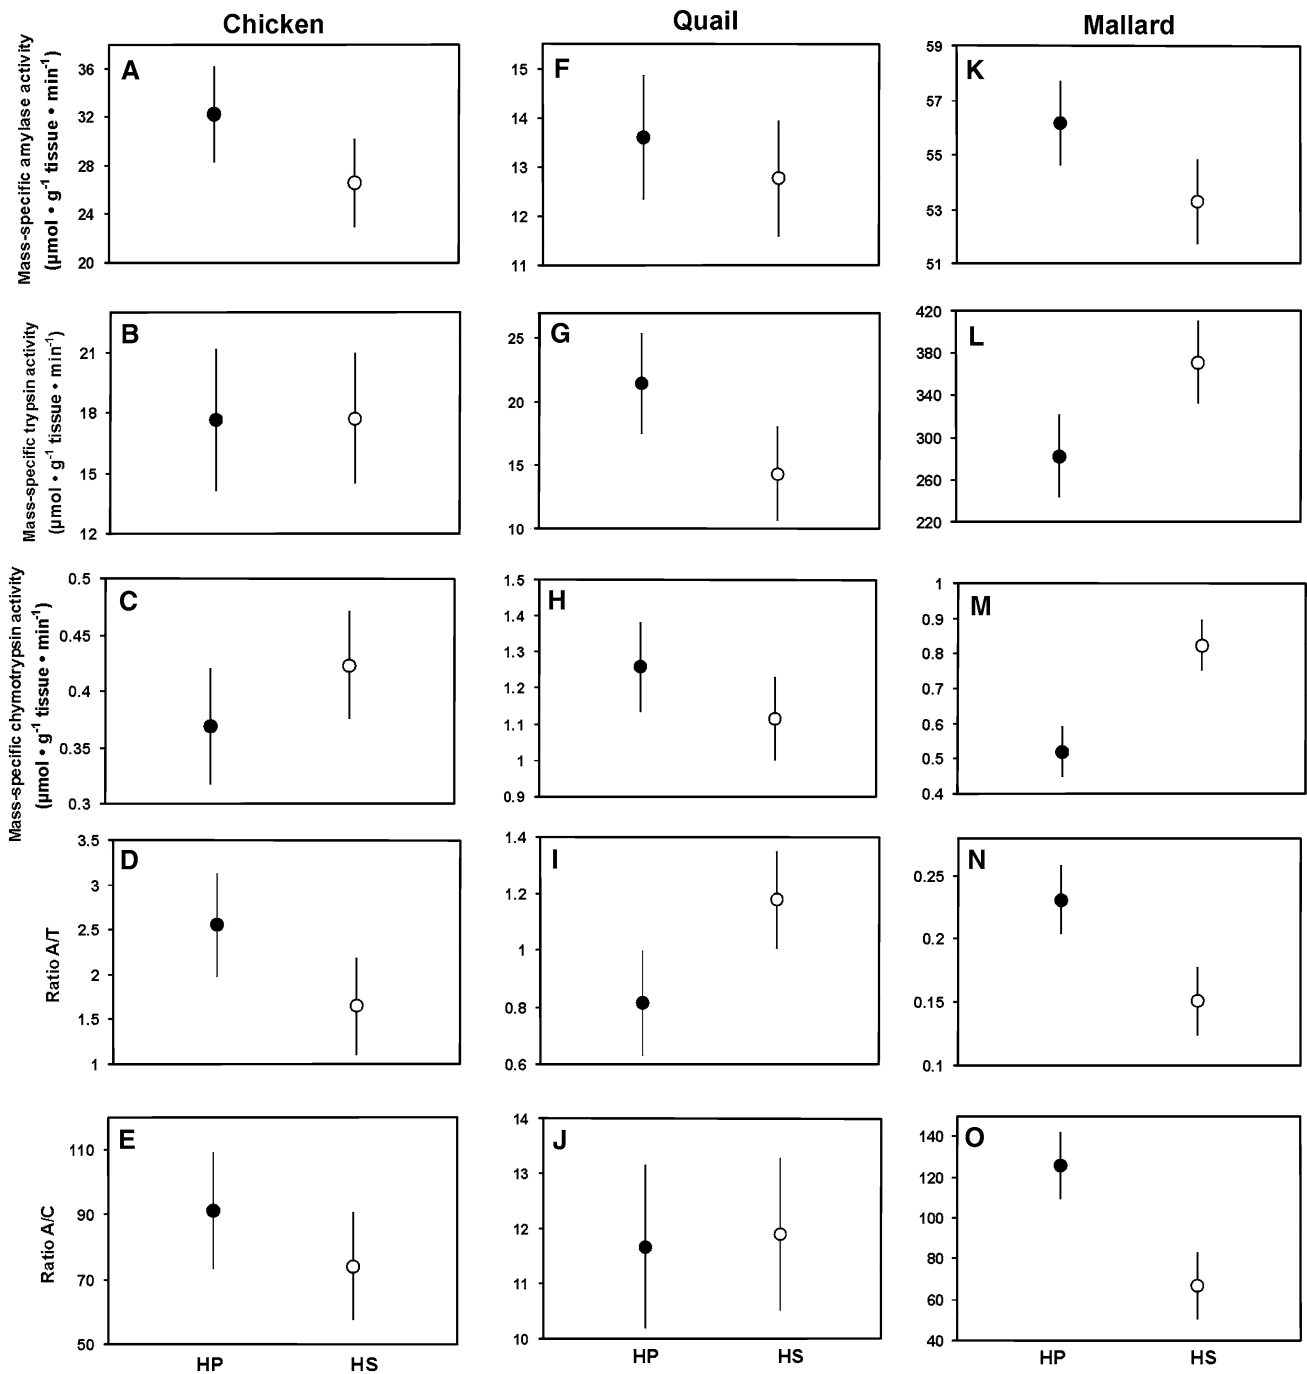 Chicken
Quail
Mallard
Mass-specific amylase activity
(µmol • g⁻¹ tissue • min⁻¹)
A
36
32
28
24
20
F
15
14
13
12
11
K
59
57
55
53
51
Mass-specific trypsin activity
(µmol • g⁻¹ tissue • min⁻¹)
B
21
18
15
12
G
25
20
15
10
L
420
380
340
300
260
220
Mass-specific chymotrypsin activity
(µmol • g⁻¹ tissue • min⁻¹)
C
0.5
0.45
0.4
0.35
0.3
H
1.5
1.4
1.3
1.2
1.1
1
0.9
M
1
0.9
0.8
0.7
0.6
0.5
0.4
Ratio A/T
D
3.5
3
2.5
2
1.5
1
I
1.4
1.2
1
0.8
0.6
N
0.25
0.2
0.15
0.1
Ratio A/C
E
110
90
70
50
J
14
13
12
11
10
O
140
120
100
80
60
40
HP HS
HP HS
HP HS